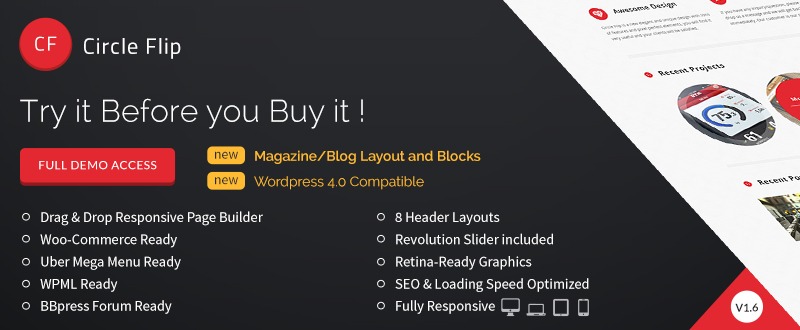 CF Circle Flip
Try it Before you Buy it !
FULL DEMO ACCESS
new Magazine/Blog Layout and Blocks
new Wordpress 4.0 Compatible
Drag & Drop Responsive Page Builder
Woo-Commerce Ready
Uber Mega Menu Ready
WPML Ready
BBpress Forum Ready
8 Header Layouts
Revolution Slider included
Retina-Ready Graphics
SEO & Loading Speed Optimized
Fully Responsive
Awesome Design
Recent Projects
75
61
Recent
V1.6